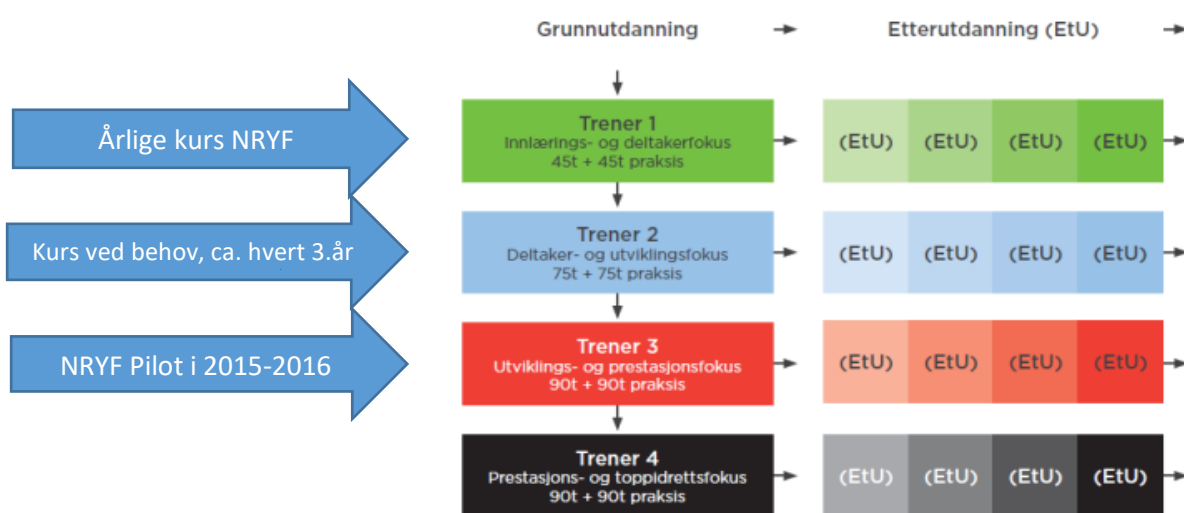 Grunnutdanning
Etterutdanning (EtU)
Årlige kurs NRYF
Trener 1
Innlærings- og deltakerfokus
45t + 45t praksis
(EtU) (EtU) (EtU) (EtU)
Kurs ved behov, ca. hvert 3.år
Trener 2
Deltaker- og utviklingsfokus
75t + 75t praksis
(EtU) (EtU) (EtU) (EtU)
NRYF Pilot i 2015-2016
Trener 3
Utviklings- og prestasjonsfokus
90t + 90t praksis
(EtU) (EtU) (EtU) (EtU)
Trener 4
Prestasjons- og toppidrettsfokus
90t + 90t praksis
(EtU) (EtU) (EtU) (EtU)